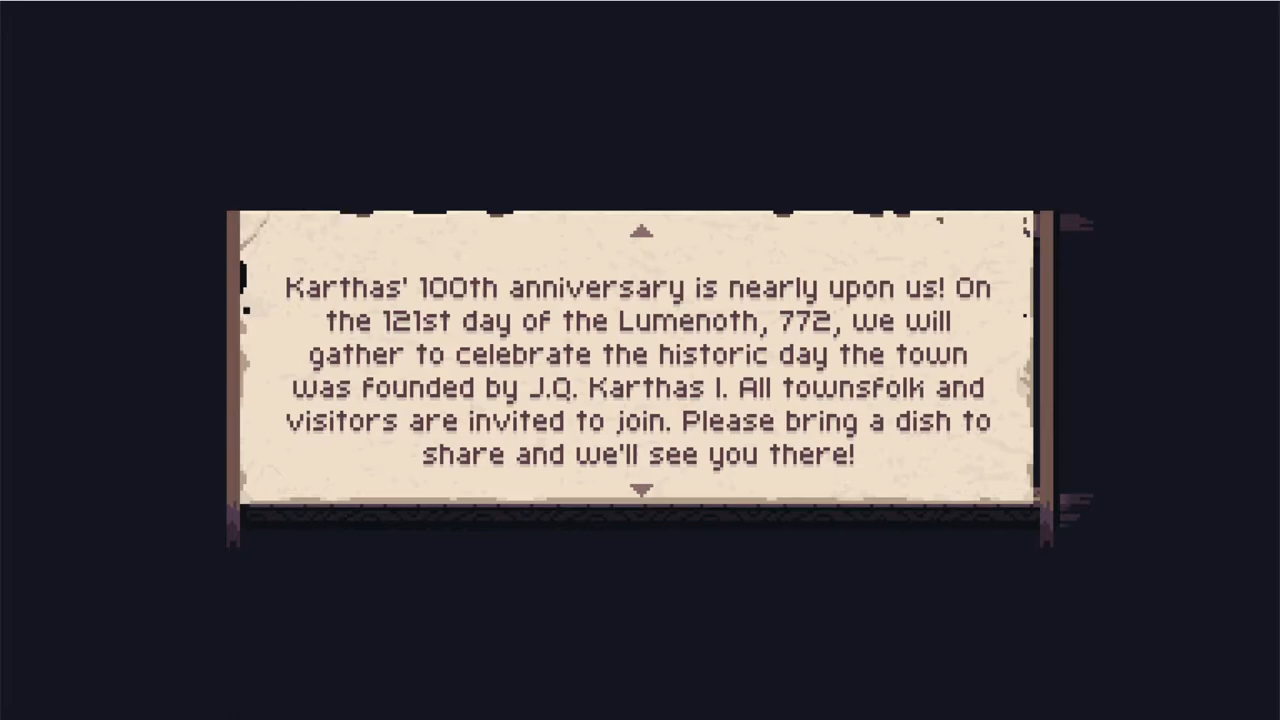 Karthas' 100th anniversary is nearly upon us! On
the 121st day of the Lumenoth, 772, we will
gather to celebrate the historic day the town
was founded by J.Q. Karthas I. All townsfolk and
visitors are invited to join. Please bring a dish to
share and we'll see you there!